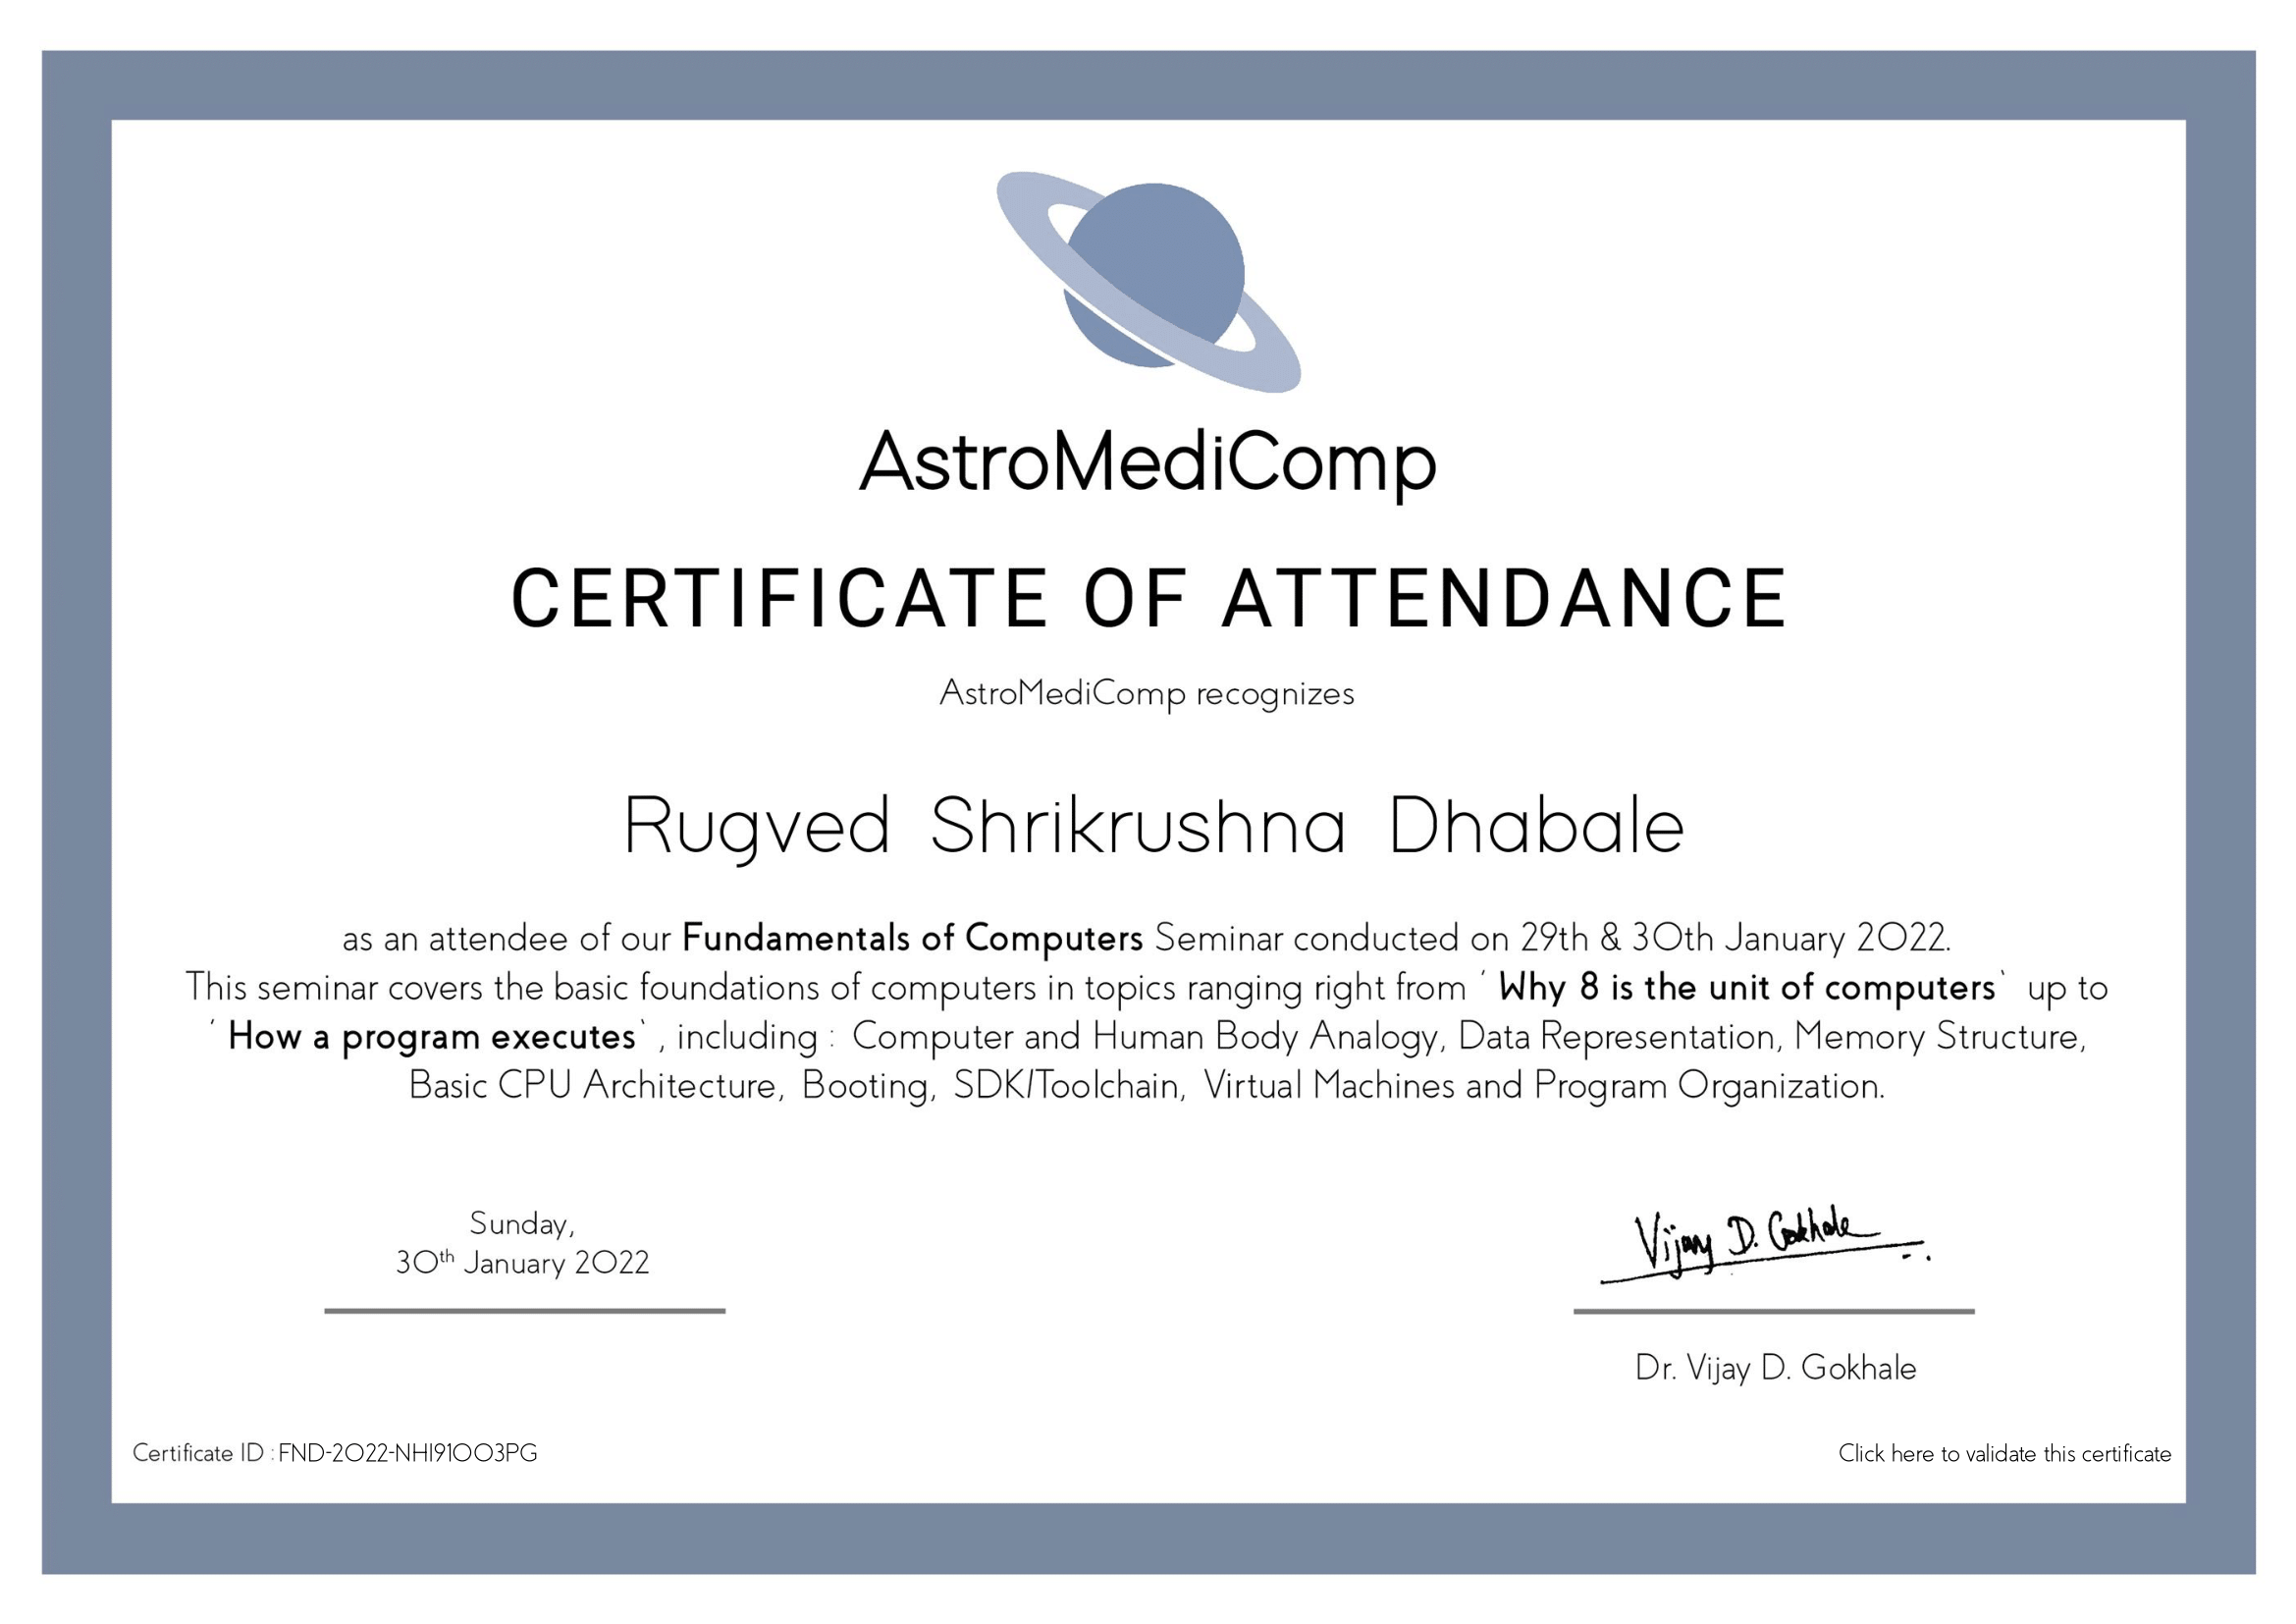 AstroMediComp
CERTIFICATE OF ATTENDANCE
AstroMediComp recognizes
Rugved Shrikrushna Dhabale
as an attendee of our Fundamentals of Computers Seminar conducted on 29th & 30th January 2022.
This seminar covers the basic foundations of computers in topics ranging right from ´ Why 8 is the unit of computers` up to
´ How a program executes` , including : Computer and Human Body Analogy, Data Representation, Memory Structure,
Basic CPU Architecture, Booting, SDK/Toolchain, Virtual Machines and Program Organization.
Sunday,
30th January 2022
Vijay D. Gokhale
Dr. Vijay D. Gokhale
Certificate ID : FND-2022-NHI91003PG
Click here to validate this certificate